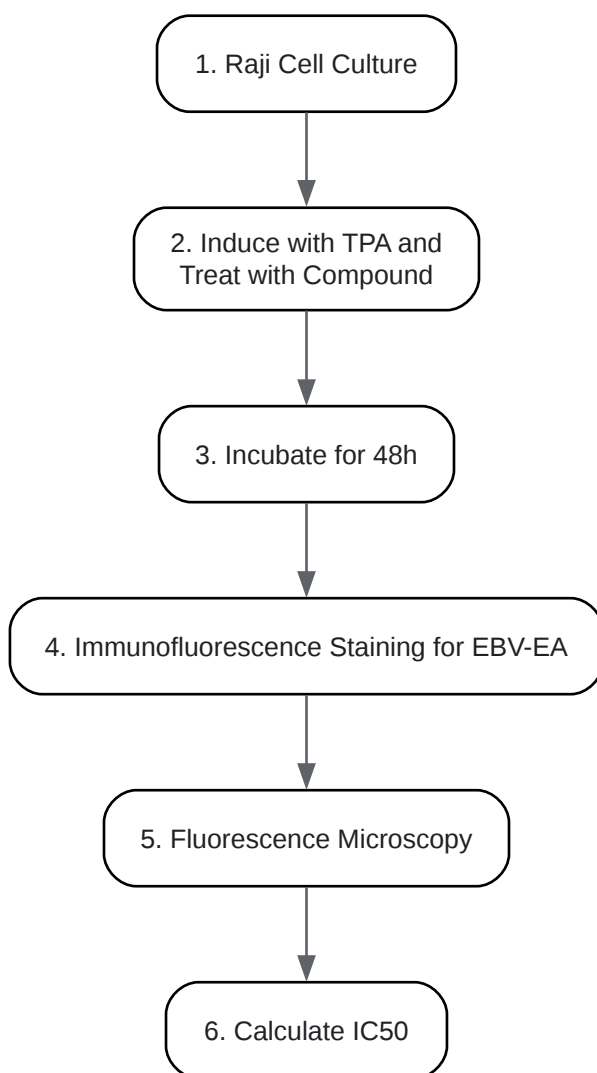 1. Raji Cell Culture
2. Induce with TPA and
Treat with Compound
3. Incubate for 48h
4. Immunofluorescence Staining for EBV-EA
5. Fluorescence Microscopy
6. Calculate IC50